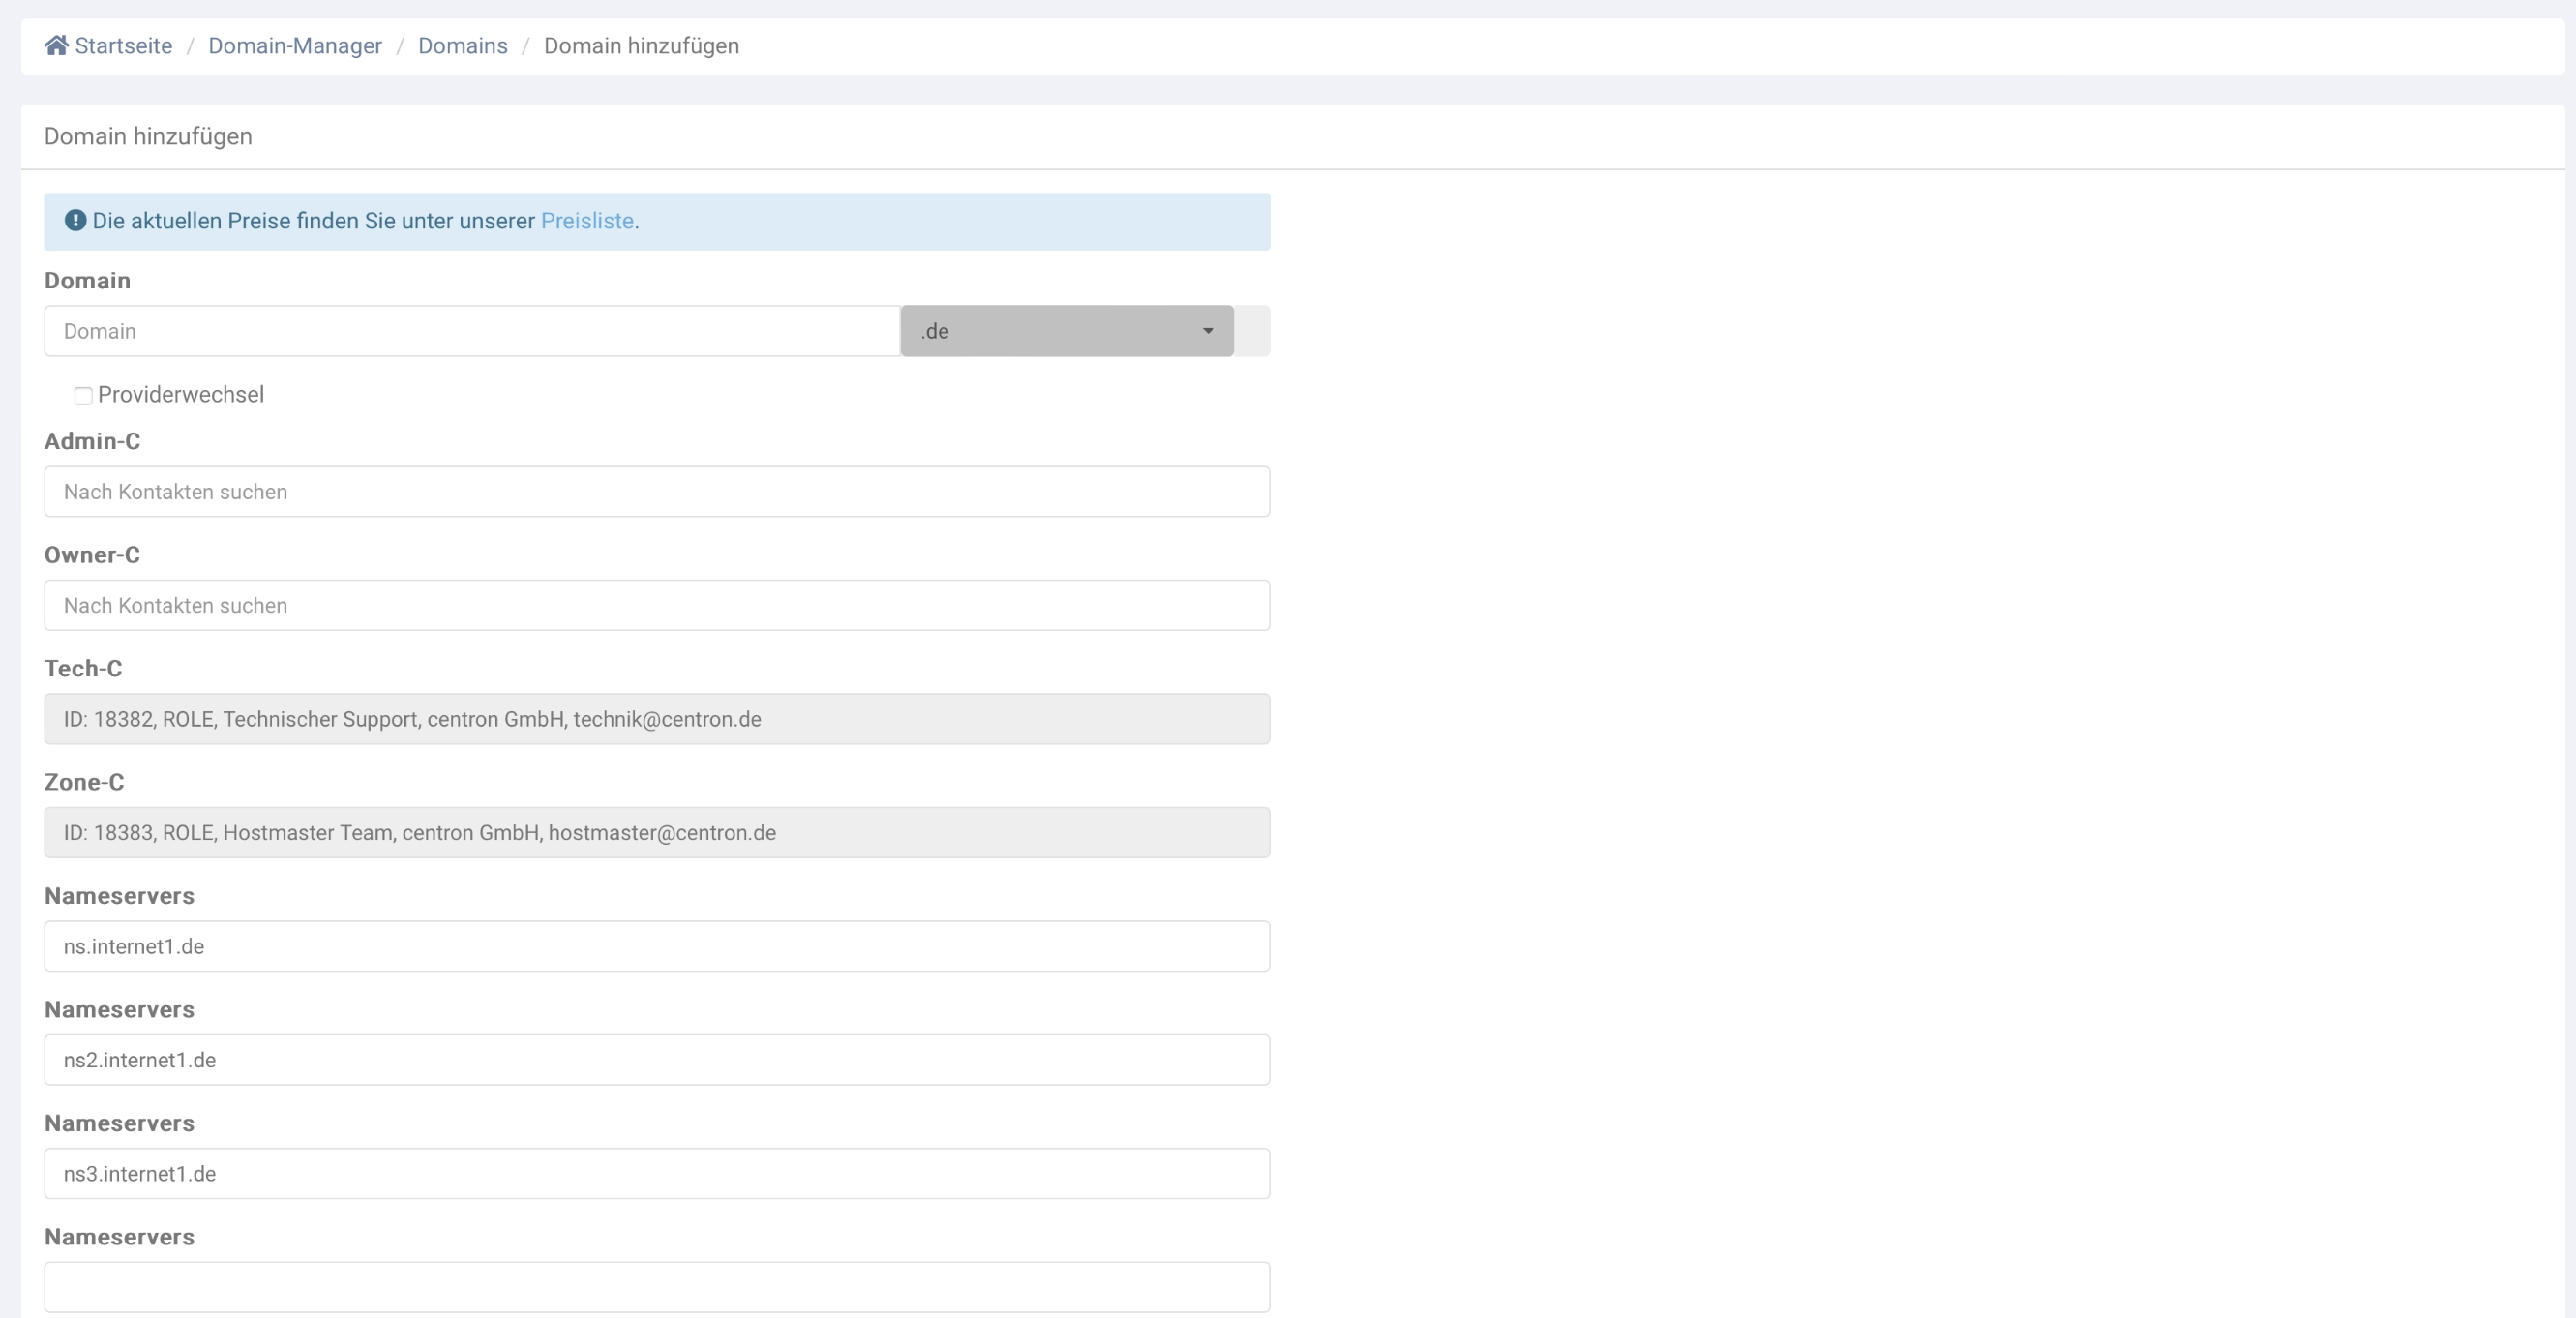 Startseite / Domain-Manager / Domains / Domain hinzufügen
Domain hinzufügen
Die aktuellen Preise finden Sie unter unserer Preisliste.
Domain
Domain .de
Providerwechsel
Admin-C
Nach Kontakten suchen
Owner-C
Nach Kontakten suchen
Tech-C
ID: 18382, ROLE, Technischer Support, centron GmbH, technik@centron.de
Zone-C
ID: 18383, ROLE, Hostmaster Team, centron GmbH, hostmaster@centron.de
Nameservers
ns.internet1.de
Nameservers
ns2.internet1.de
Nameservers
ns3.internet1.de
Nameservers